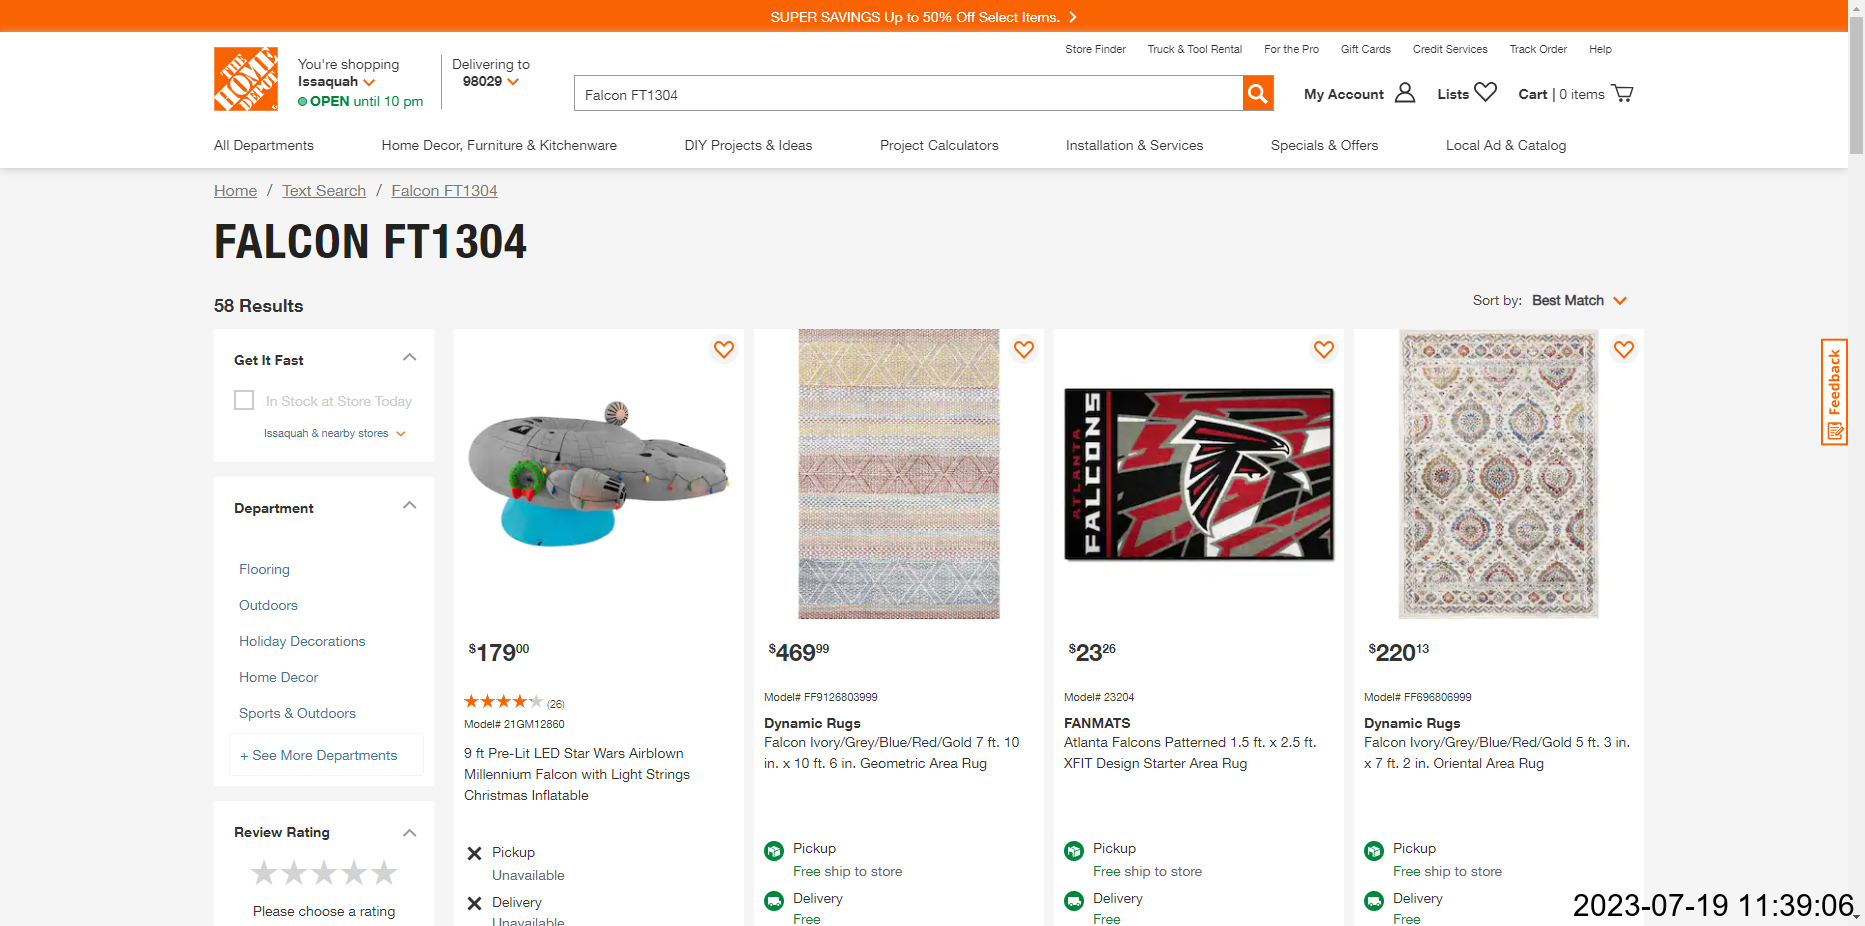 SUPER SAVINGS Up to 50% Off Select Items.
Store Finder Truck & Tool Rental For the Pro Gift Cards Credit Services Track Order Help
THE HOME DEPOT
You're shopping
Issaquah
OPEN until 10 pm
Delivering to
98029
Falcon FT1304
My Account Lists Cart | 0 items
All Departments Home Decor, Furniture & Kitchenware DIY Projects & Ideas Project Calculators Installation & Services Specials & Offers Local Ad & Catalog
Home / Text Search / Falcon FT1304
FALCON FT1304
58 Results
Sort by: Best Match
Get It Fast
In Stock at Store Today
Issaquah & nearby stores
Department
Flooring
Outdoors
Holiday Decorations
Home Decor
Sports & Outdoors
+ See More Departments
Review Rating
Please choose a rating
$17900
(26)
Model# 21GM12860
9 ft Pre-Lit LED Star Wars Airblown
Millennium Falcon with Light Strings
Christmas Inflatable
Pickup
Unavailable
Delivery
Unavailable
$46999
Model# FF9126803999
Dynamic Rugs
Falcon Ivory/Grey/Blue/Red/Gold 7 ft. 10
in. x 10 ft. 6 in. Geometric Area Rug
Pickup
Free ship to store
Delivery
Free
ATLANTA
FALCONS
$2326
Model# 23204
FANMATS
Atlanta Falcons Patterned 1.5 ft. x 2.5 ft.
XFIT Design Starter Area Rug
Pickup
Free ship to store
Delivery
Free
$22013
Model# FF696806999
Dynamic Rugs
Falcon Ivory/Grey/Blue/Red/Gold 5 ft. 3 in.
x 7 ft. 2 in. Oriental Area Rug
Pickup
Free ship to store
Delivery
Free
Feedback
2023-07-19 11:39:06